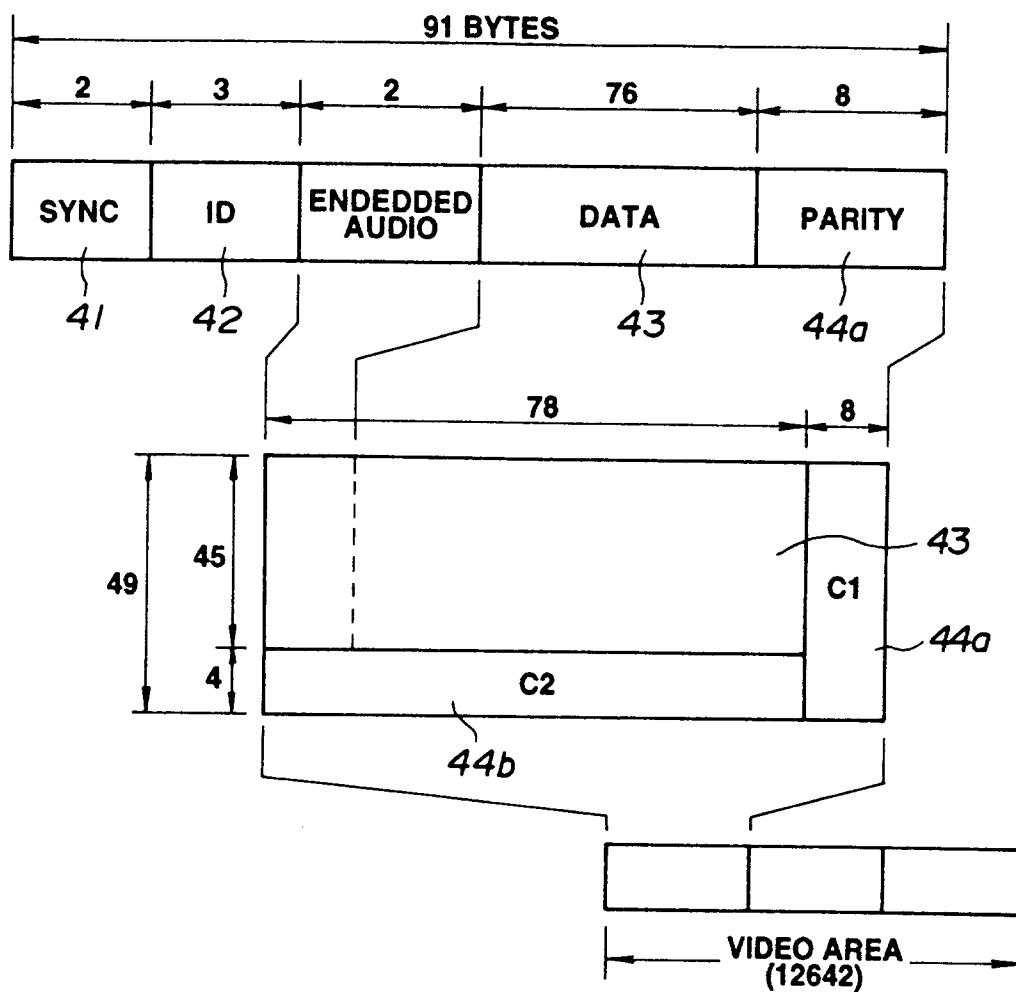 91 BYTES
2 3 2 76 8
SYNC ID ENDEDDED AUDIO DATA PARITY
41 42 43 44a
78 8
49 45 43
C1
44a
4 C2
44b
VIDEO AREA
(12642)